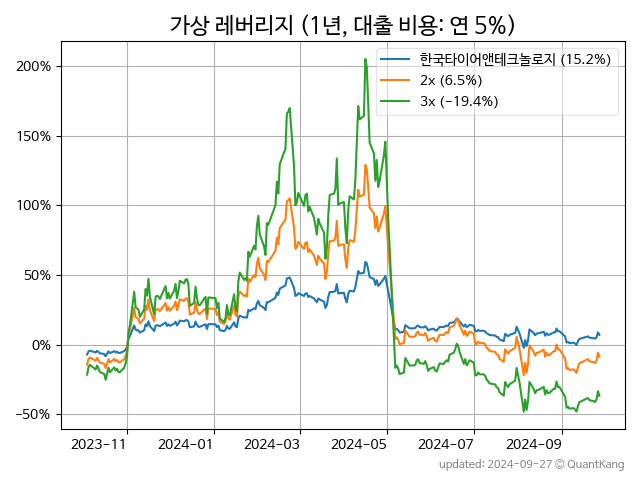 가상 레버리지 (1년, 대출 비용: 연 5%)
한국타이어앤테크놀로지 (15.2%)
2x (6.5%)
3x (−19.4%)
200%
150%
100%
50%
0%
−50%
2023-11 2024-01 2024-03 2024-05 2024-07 2024-09
updated: 2024-09-27 © QuantKang